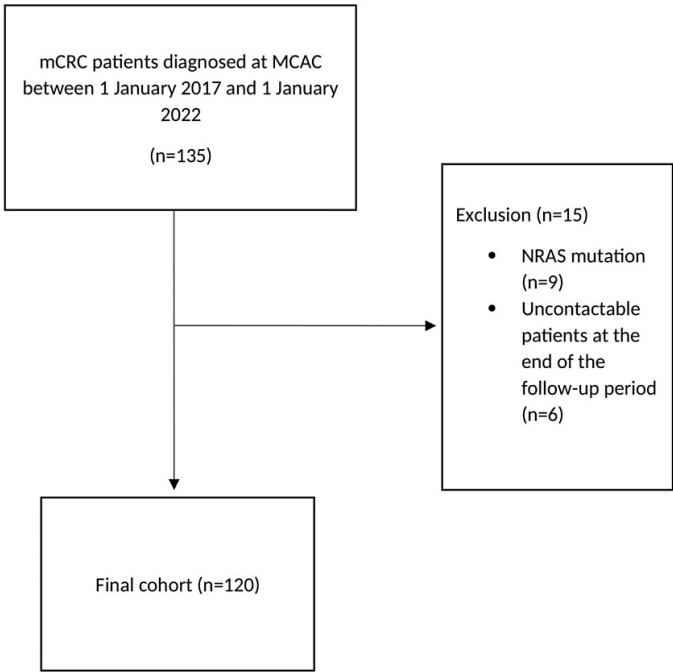 mCRC patients diagnosed at MCAC
between 1 January 2017 and 1 January
2022
(n=135)
Exclusion (n=15)
• NRAS mutation
(n=9)
• Uncontactable
patients at the
end of the
follow-up period
(n=6)
Final cohort (n=120)